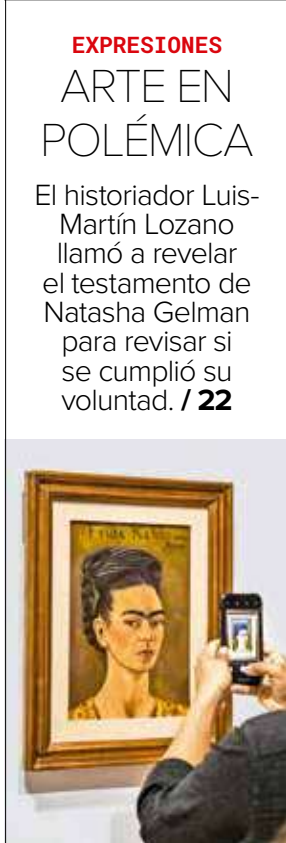 EXPRESIONES
ARTE EN
POLÉMICA
El historiador Luis-
Martín Lozano
llamó a revelar
el testamento de
Natasha Gelman
para revisar si
se cumplió su
voluntad. / 22